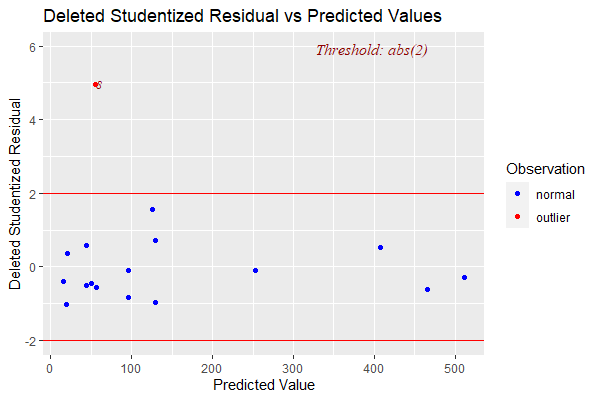 Deleted Studentized Residual vs Predicted Values
Threshold: abs(2)
6
4
2
0
-2
Deleted Studentized Residual
0 100 200 300 400 500
Predicted Value
Observation
normal
outlier